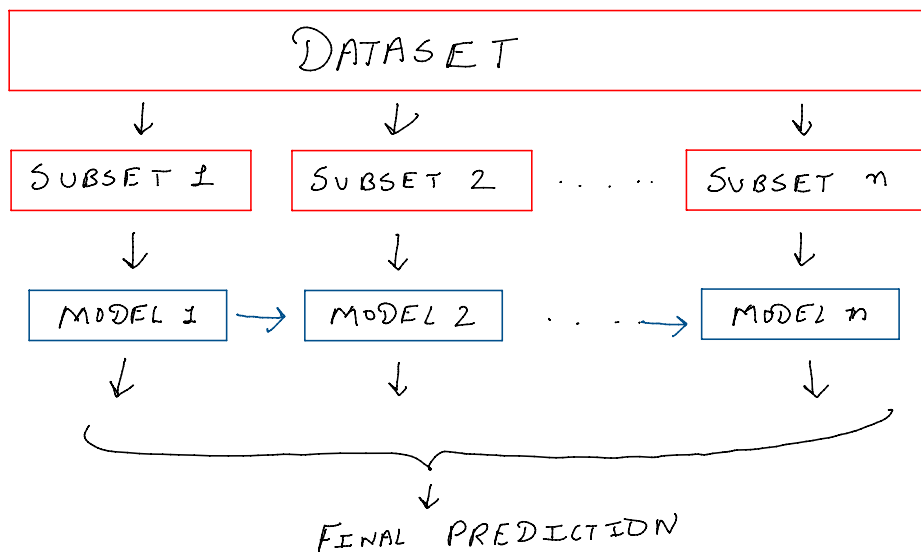 DATASET
SUBSET 1 SUBSET 2 ..... SUBSET n
MODEL 1 MODEL 2 .... MODEL n
FINAL PREDICTION